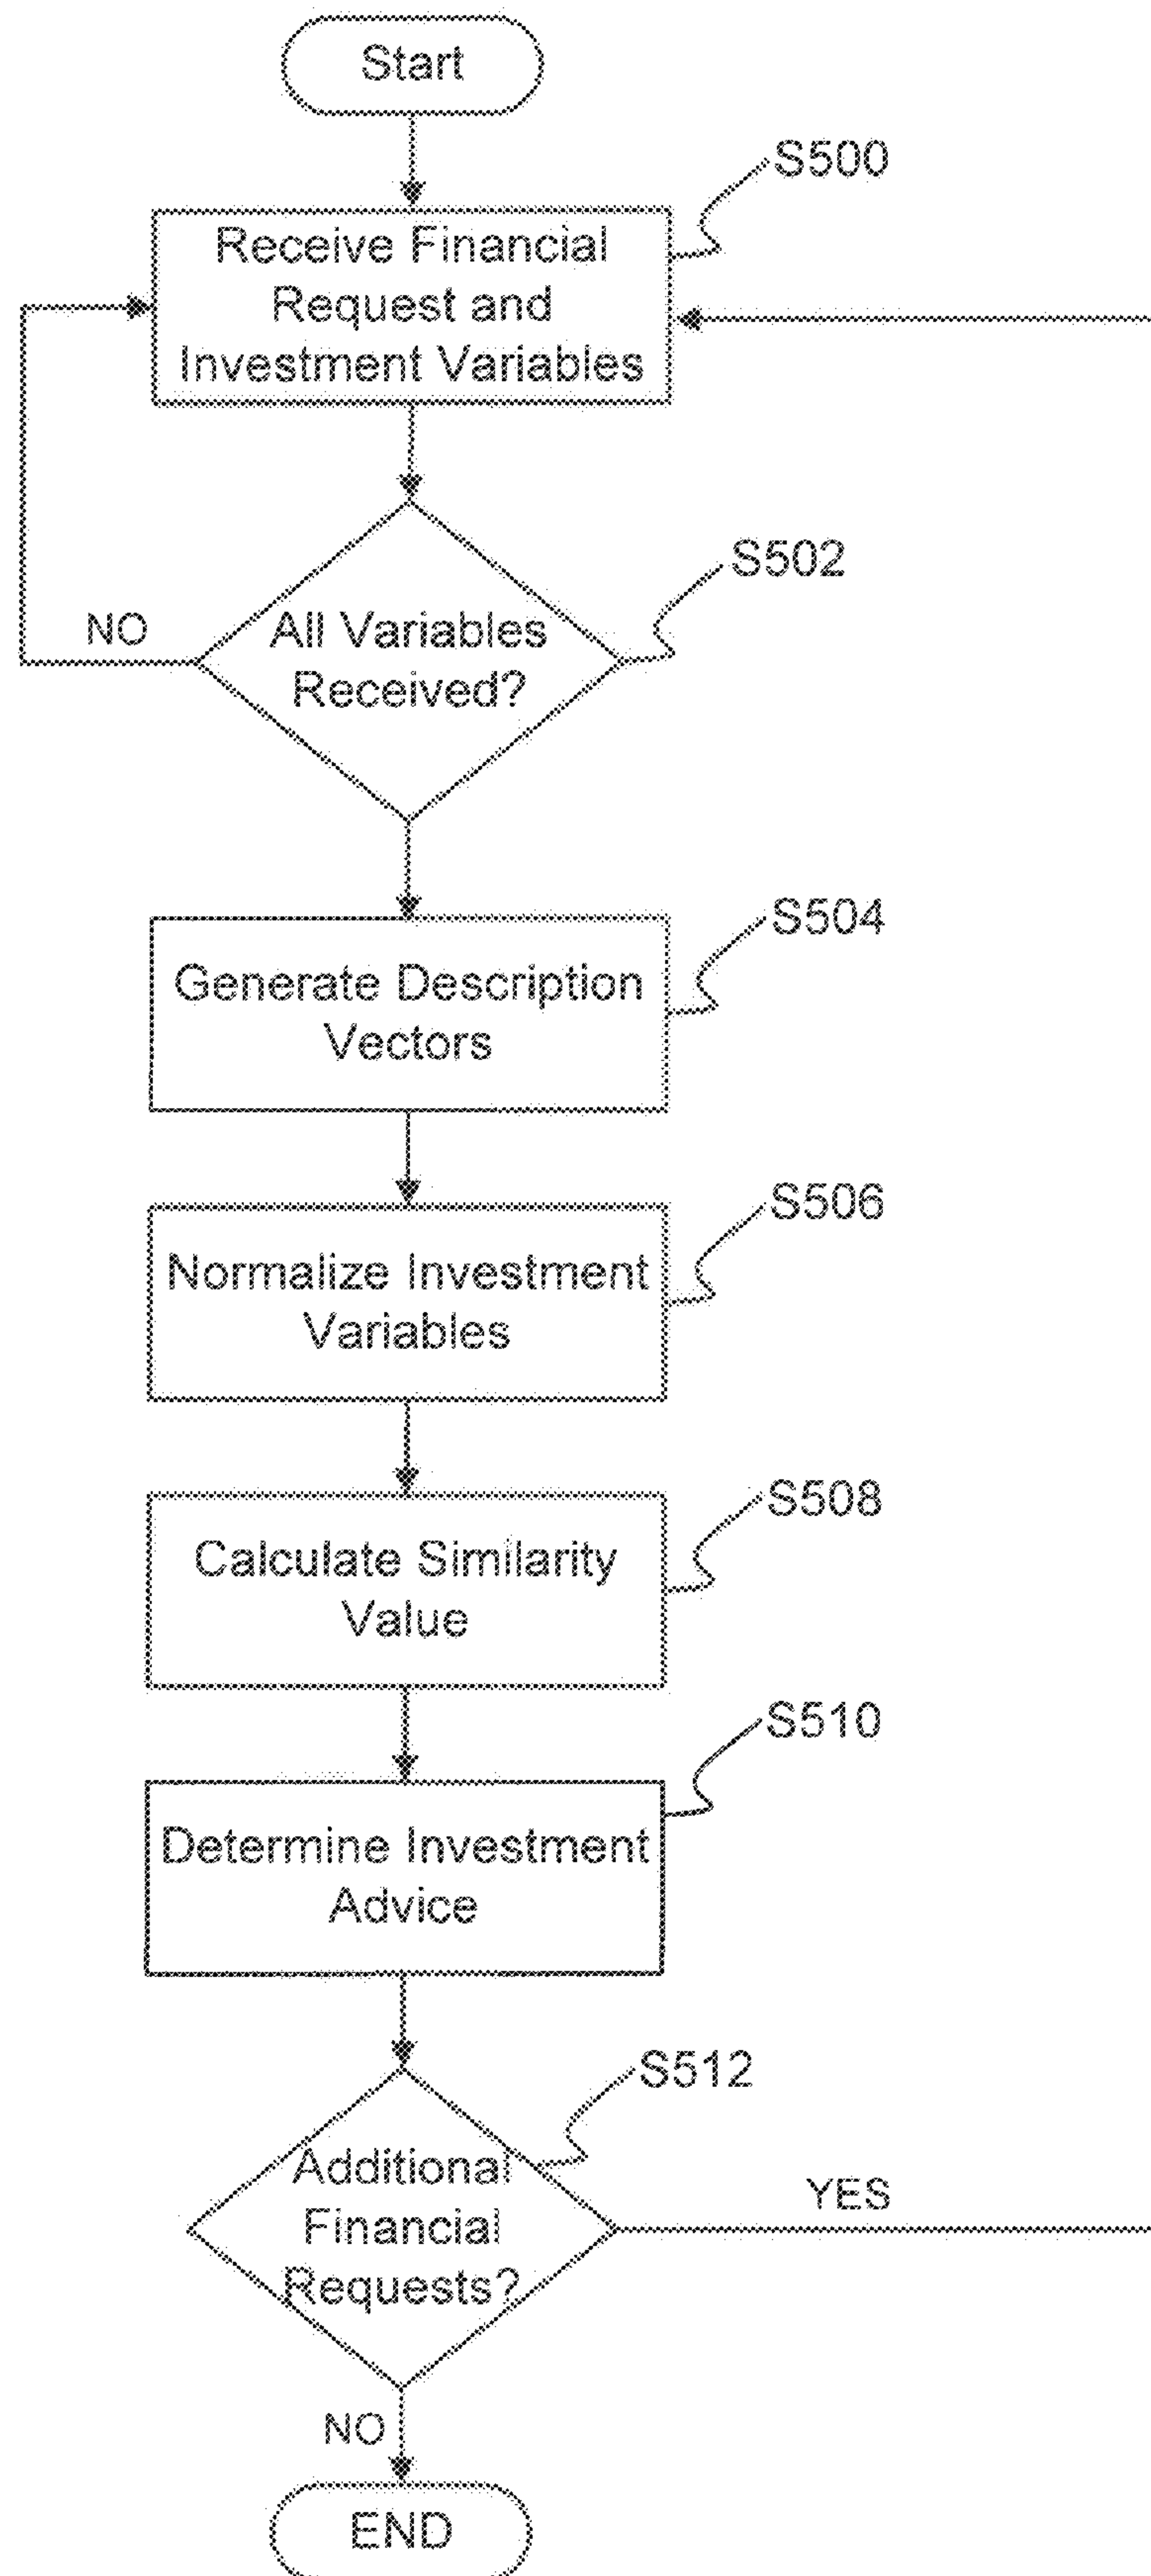 Start
S500
Receive Financial
Request and
Investment Variables
S502
NO
All Variables
Received?
S504
Generate Description
Vectors
S506
Normalize Investment
Variables
S508
Calculate Similarity
Value
S510
Determine Investment
Advice
S512
Additional
Financial
Requests?
YES
NO
END